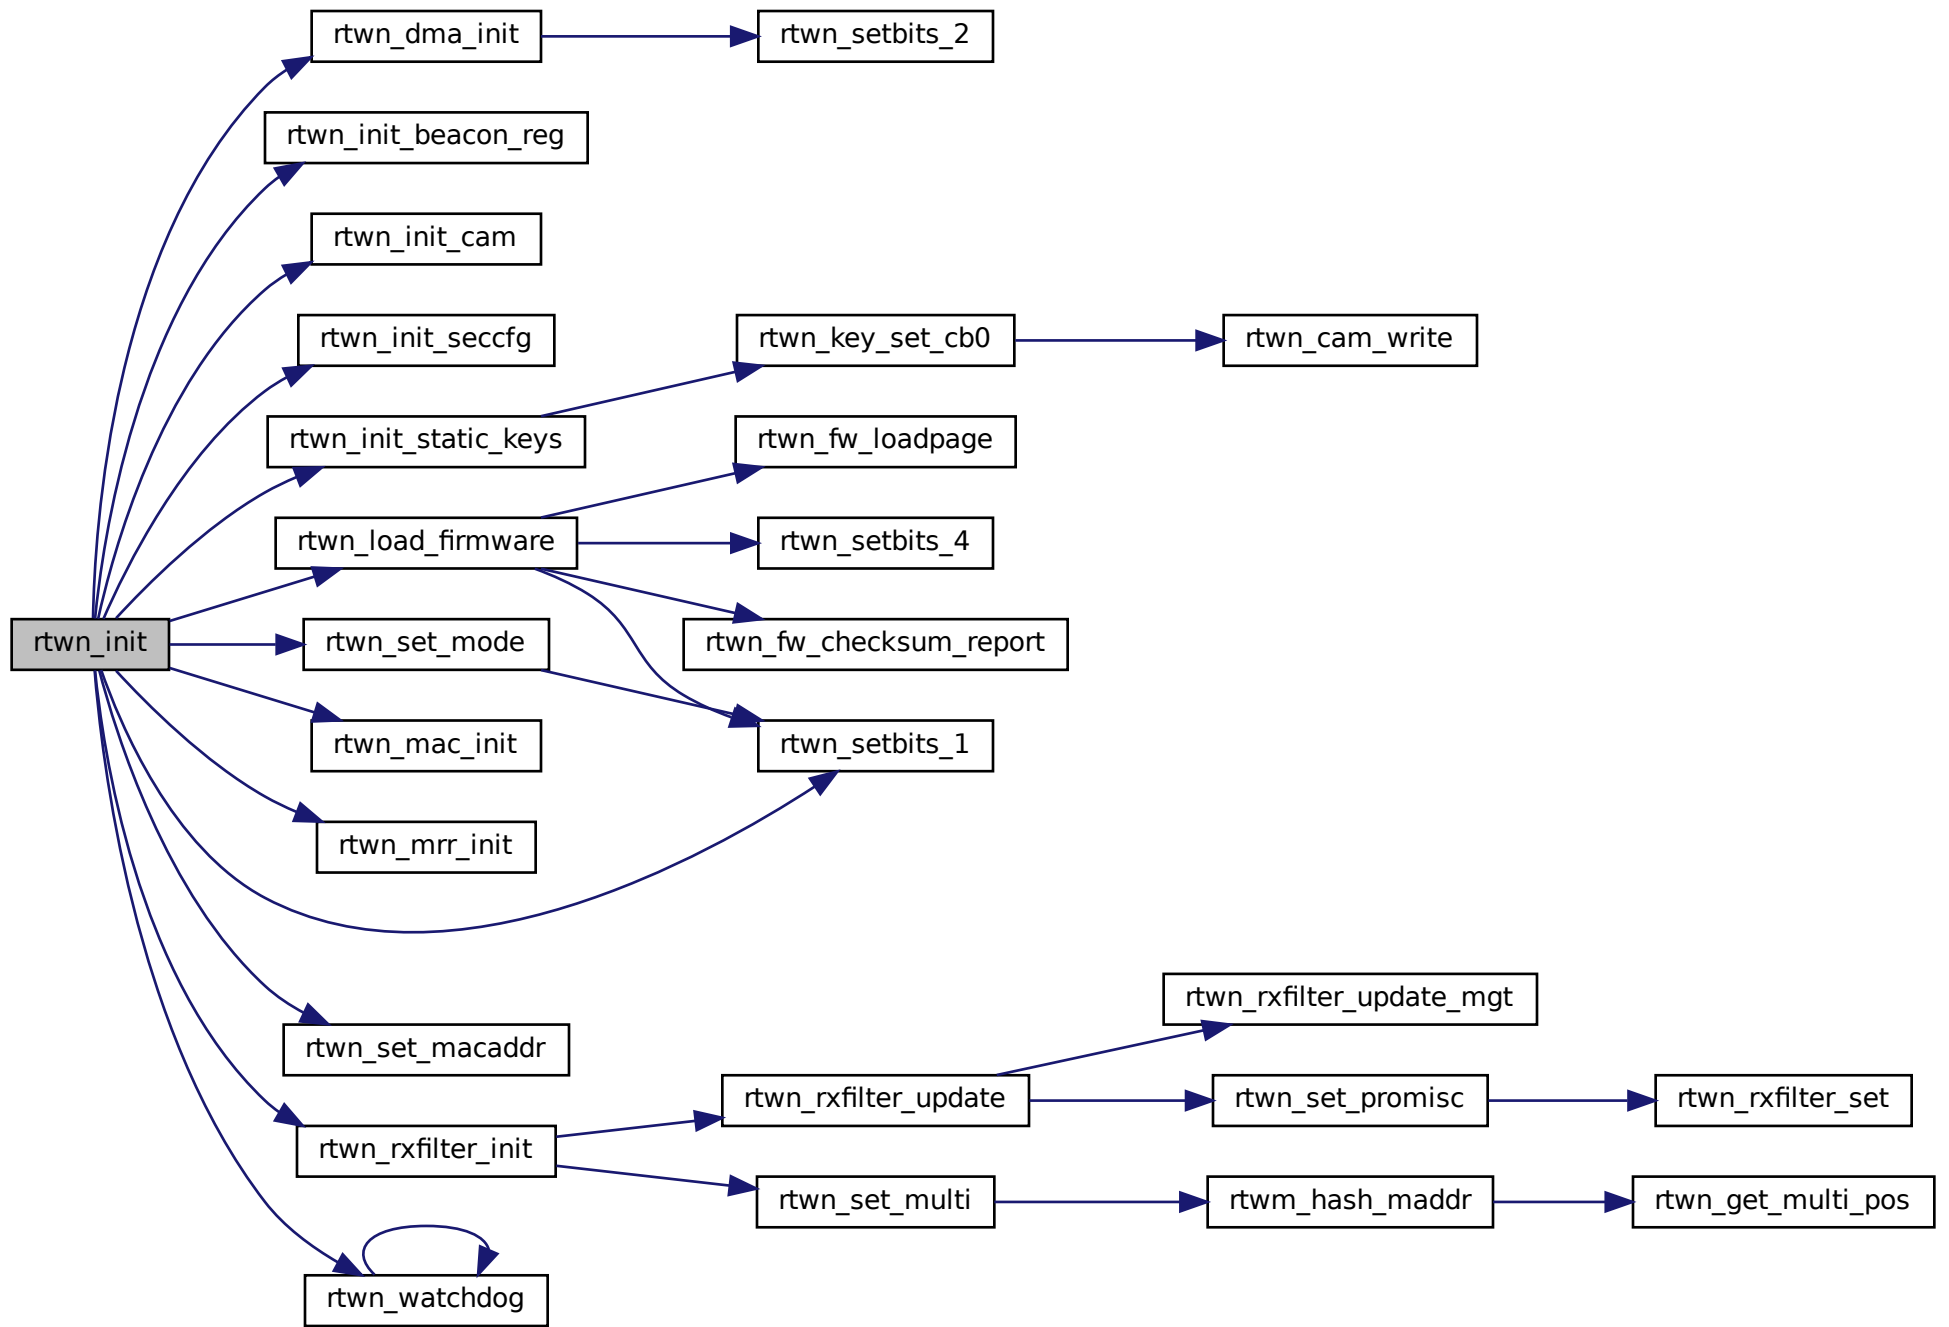 rtwn_dma_init
rtwn_setbits_2
rtwn_init_beacon_reg
rtwn_init_cam
rtwn_init_seccfg
rtwn_key_set_cb0
rtwn_cam_write
rtwn_init_static_keys
rtwn_fw_loadpage
rtwn_load_firmware
rtwn_setbits_4
rtwn_init
rtwn_set_mode
rtwn_fw_checksum_report
rtwn_mac_init
rtwn_setbits_1
rtwn_mrr_init
rtwn_rxfilter_update_mgt
rtwn_set_macaddr
rtwn_rxfilter_update
rtwn_set_promisc
rtwn_rxfilter_set
rtwn_rxfilter_init
rtwn_set_multi
rtwm_hash_maddr
rtwn_get_multi_pos
rtwn_watchdog